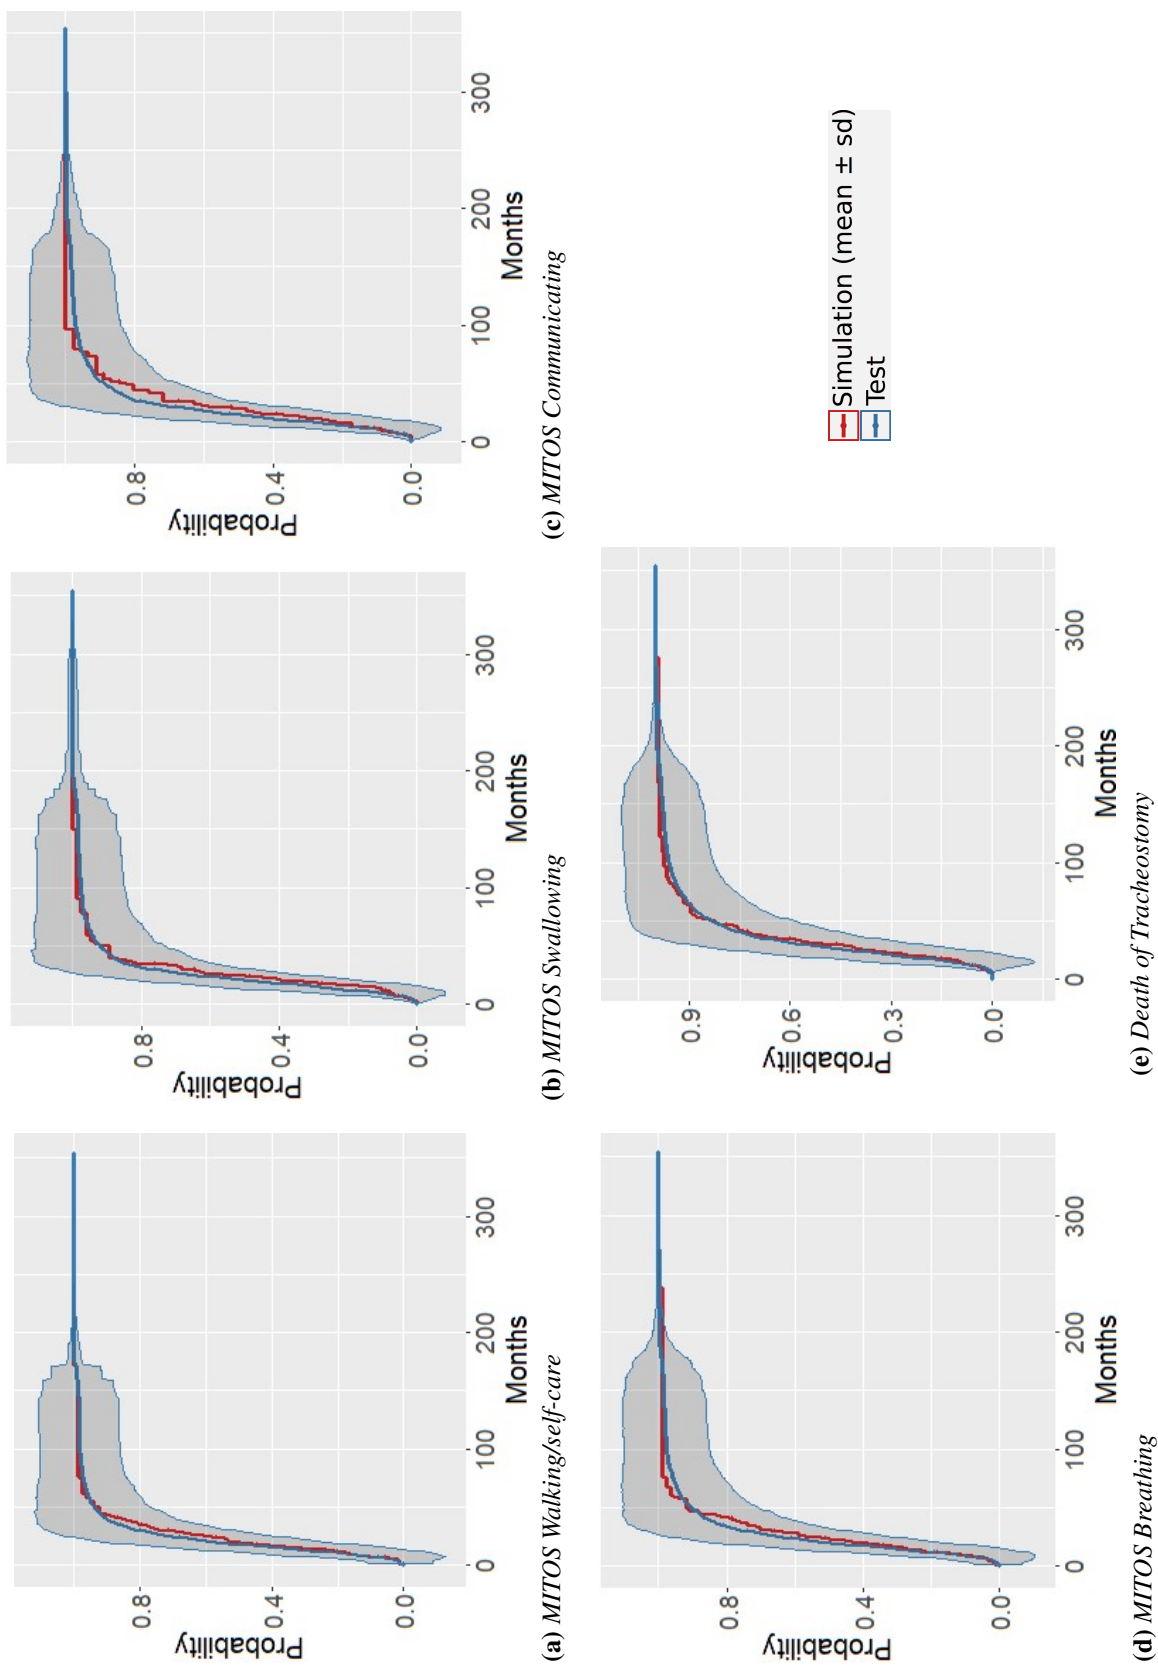 Probability
0.0
0.4
0.8
0
100
200
300
Months
(a) MITOS Walking/self-care
Probability
0.0
0.4
0.8
0
100
200
300
Months
(b) MITOS Swallowing
Probability
0.0
0.4
0.8
0
100
200
300
Months
(c) MITOS Communicating
Probability
0.0
0.4
0.8
0
100
200
300
Months
(d) MITOS Breathing
Probability
0.0
0.3
0.6
0.9
0
100
200
300
Months
(e) Death of Tracheostomy
Simulation (mean ± sd)
Test